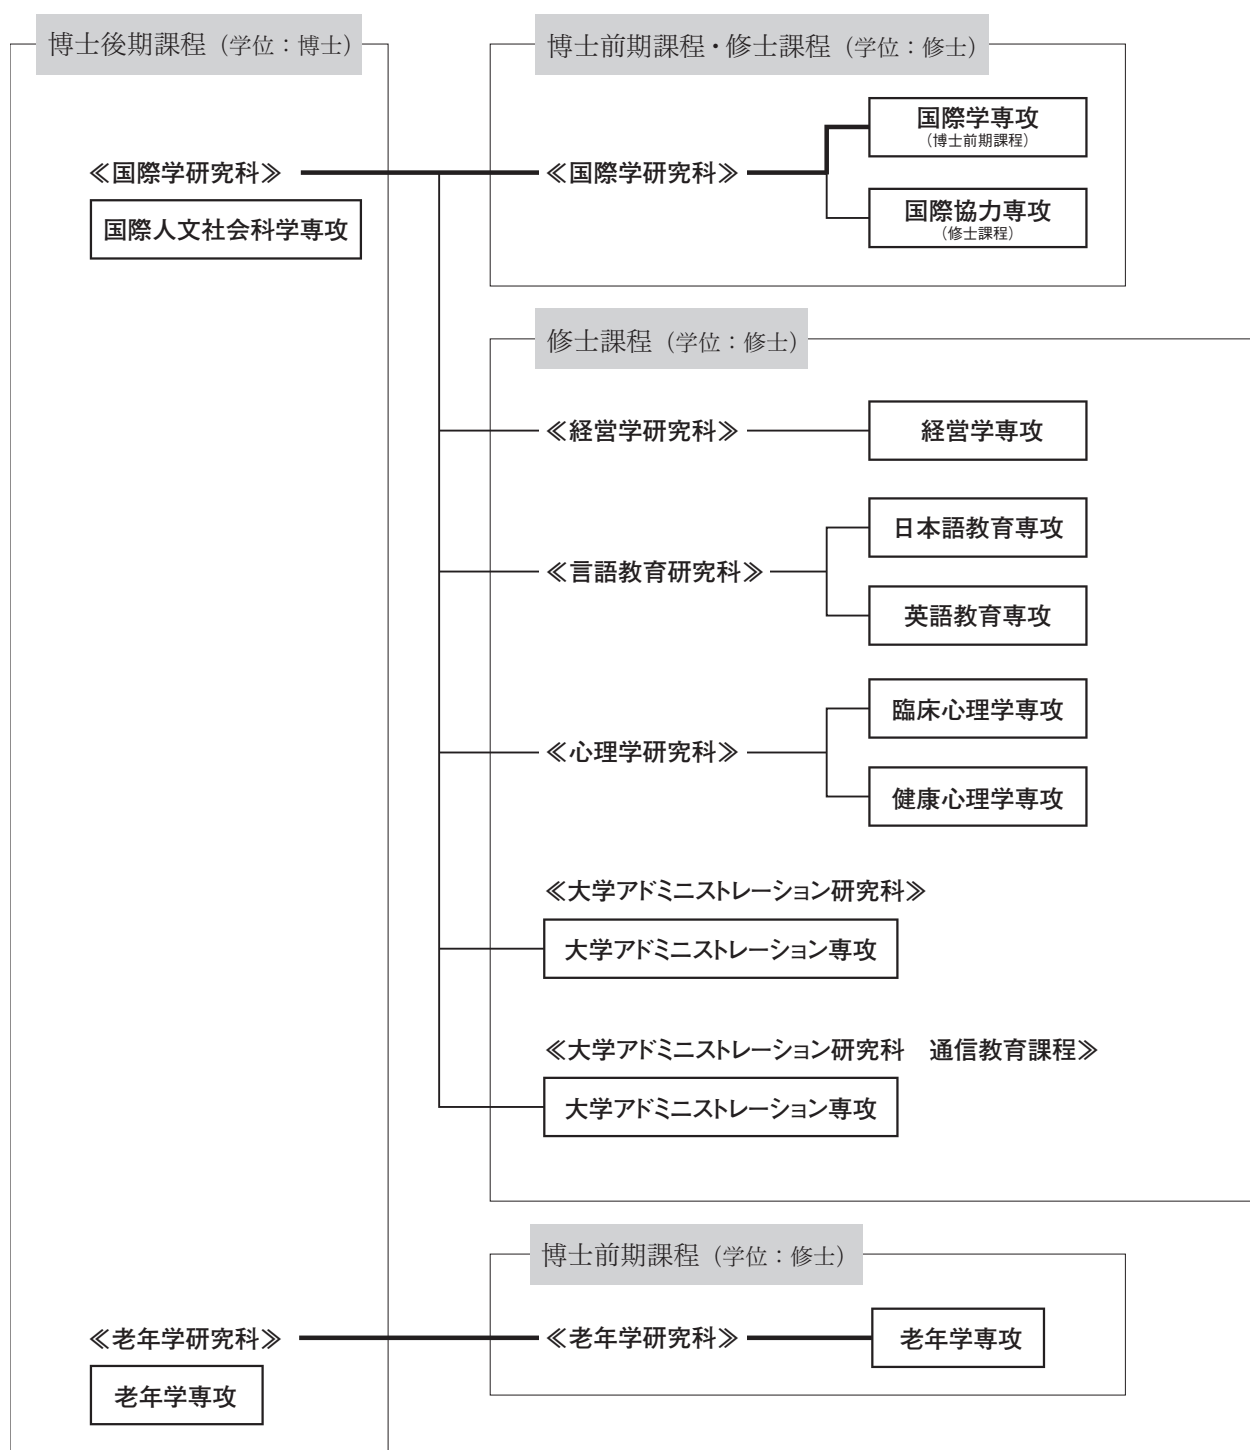 博士後期課程（学位：博士）
≪国際学研究科≫
国際人文社会科学専攻
博士前期課程・修士課程（学位：修士）
≪国際学研究科≫
国際学専攻
（博士前期課程）
国際協力専攻
（修士課程）
修士課程（学位：修士）
≪経営学研究科≫
経営学専攻
≪言語教育研究科≫
日本語教育専攻
英語教育専攻
≪心理学研究科≫
臨床心理学専攻
健康心理学専攻
≪大学アドミニストレーション研究科≫
大学アドミニストレーション専攻
≪大学アドミニストレーション研究科　通信教育課程≫
大学アドミニストレーション専攻
博士前期課程（学位：修士）
≪老年学研究科≫
老年学専攻
≪老年学研究科≫
老年学専攻